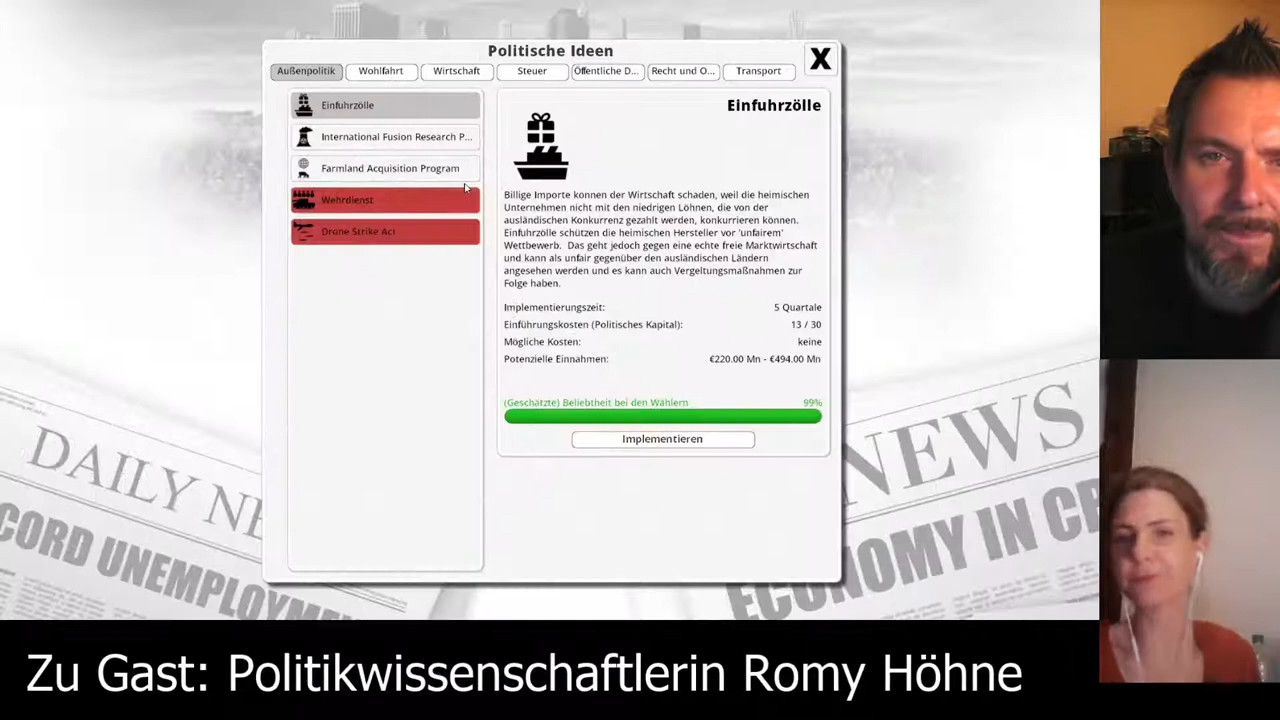 Politische Ideen
X
Außenpolitik
Wohlfahrt
Wirtschaft
Steuer
Öffentliche D...
Recht und O...
Transport
Einfuhrzölle
International Fusion Research P...
Farmland Acquisition Program
Wehrdienst
Drone Strike Act
Einfuhrzölle
Billige Importe konnen der Wirtschaft schaden, weil die heimischen
Unternehmen nicht mit den niedrigen Löhnen, die von der
ausländischen Konkurrenz gezahlt werden, konkurrieren können.
Einfuhrzölle schützen die heimischen Hersteller vor 'unfairem'
Wettbewerb. Das geht jedoch gegen eine echte freie Marktwirtschaft
und kann als unfair gegenüber den ausländischen Ländern
angesehen werden und es kann auch Vergeltungsmaßnahmen zur
Folge haben.
Implementierungszeit: 5 Quartale
Einführungskosten (Politisches Kapital): 13 / 30
Mögliche Kosten: keine
Potenzielle Einnahmen: €220.00 Mn - €494.00 Mn
(Geschätzte) Beliebtheit bei den Wählern 99%
Implementieren
DAILY NE
CORD UNEMPLOYM
NEWS
ECONOMY IN CR
Zu Gast: Politikwissenschaftlerin Romy Höhne